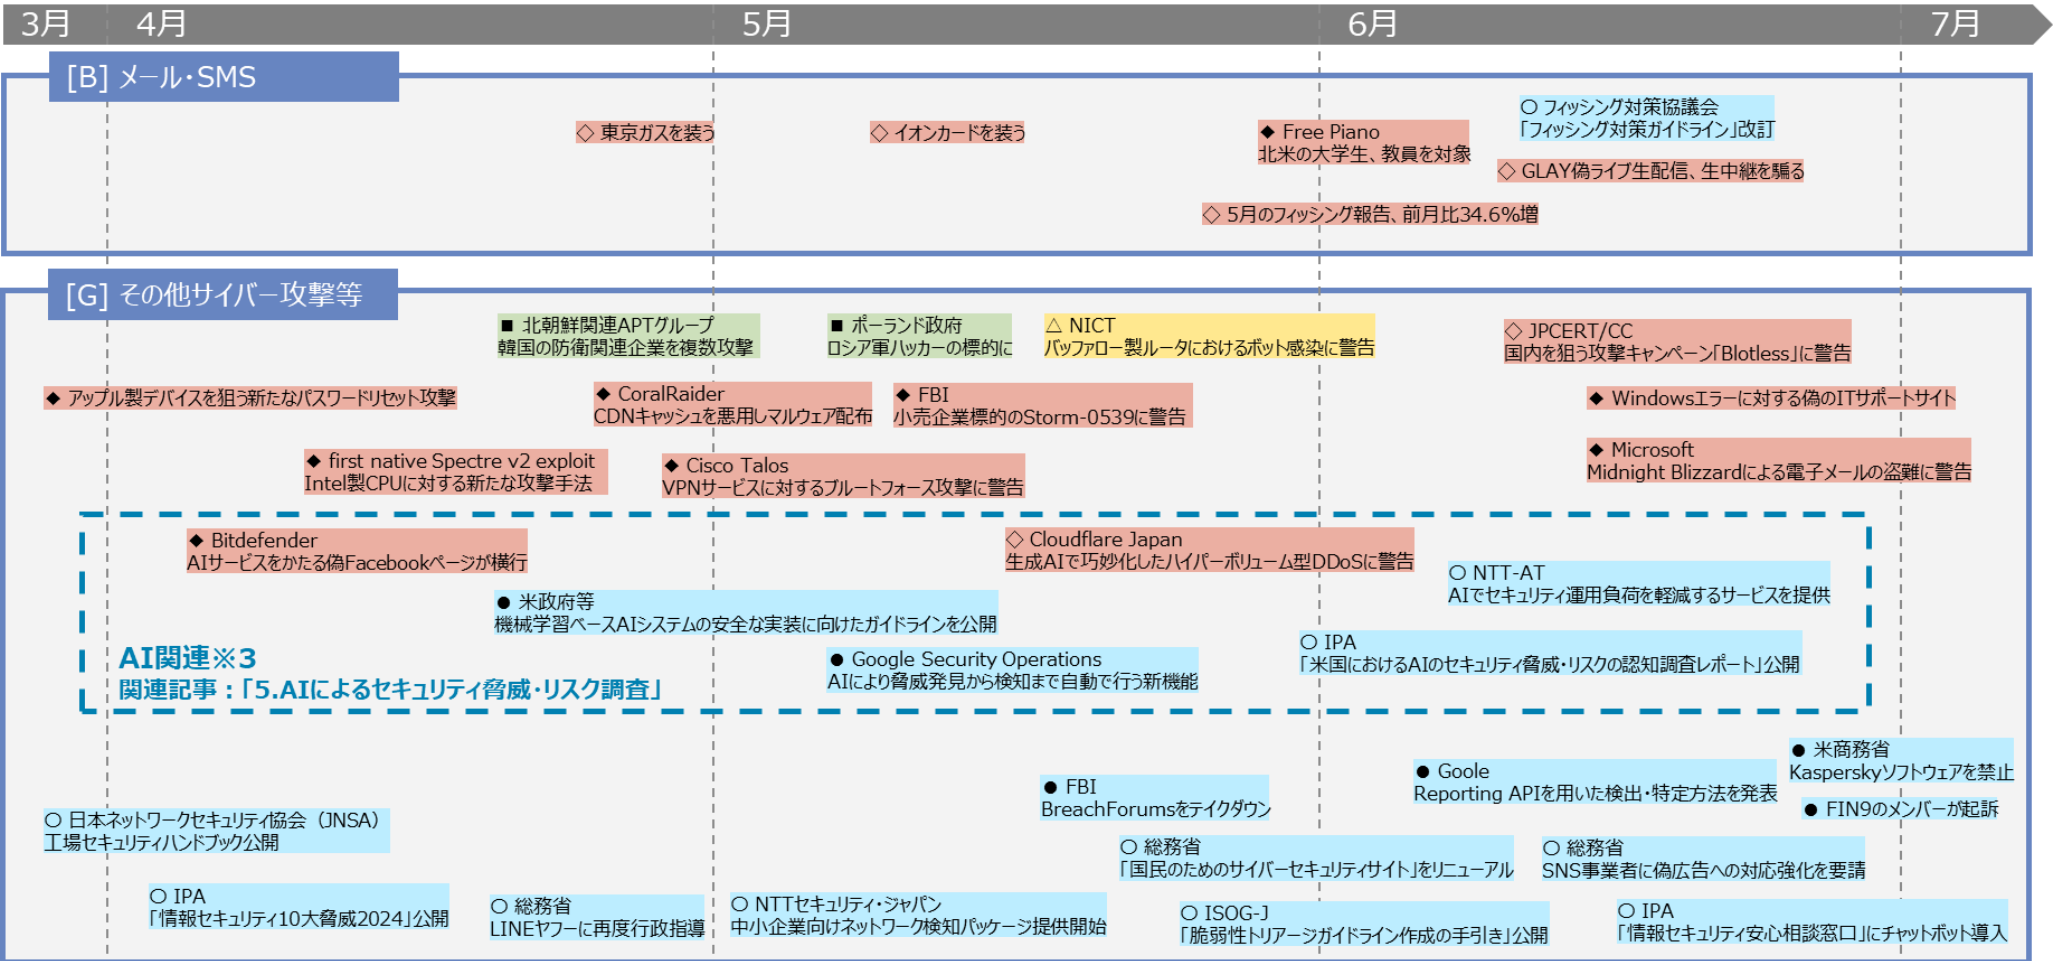 3月
4月
5月
6月
7月
[B] メール・SMS
○ フィッシング対策協議会
「フィッシング対策ガイドライン」改訂
◇ 東京ガスを装う
◇ イオンカードを装う
◆ Free Piano
北米の大学生、教員を対象
◇ GLAY偽ライブ生配信、生中継を騙る
◇ 5月のフィッシング報告、前月比34.6%増
[G] その他サイバー攻撃等
■ 北朝鮮関連APTグループ
韓国の防衛関連企業を複数攻撃
■ ポーランド政府
ロシア軍ハッカーの標的に
△ NICT
バッファロー製ルータにおけるボット感染に警告
◇ JPCERT/CC
国内を狙う攻撃キャンペーン「Blotless」に警告
◆ アップル製デバイスを狙う新たなパスワードリセット攻撃
◆ CoralRaider
CDNキャッシュを悪用しマルウェア配布
◆ FBI
小売企業標的のStorm-0539に警告
◆ Windowsエラーに対する偽のITサポートサイト
◆ first native Spectre v2 exploit
Intel製CPUに対する新たな攻撃手法
◆ Cisco Talos
VPNサービスに対するブルートフォース攻撃に警告
◆ Microsoft
Midnight Blizzardによる電子メールの盗難に警告
◆ Bitdefender
AIサービスをかたる偽Facebookページが横行
◇ Cloudflare Japan
生成AIで巧妙化したハイパーボリューム型DDoSに警告
○ NTT-AT
AIでセキュリティ運用負荷を軽減するサービスを提供
● 米政府等
機械学習ベースAIシステムの安全な実装に向けたガイドラインを公開
○ IPA
「米国におけるAIのセキュリティ脅威・リスクの認知調査レポート」公開
● Google Security Operations
AIにより脅威発見から検知まで自動で行う新機能
AI関連※3
関連記事：「5.AIによるセキュリティ脅威・リスク調査」
● 米商務省
Kasperskyソフトウェアを禁止
● Goole
Reporting APIを用いた検出・特定方法を発表
● FBI
BreachForumsをテイクダウン
● FIN9のメンバーが起訴
○ 日本ネットワークセキュリティ協会（JNSA）
工場セキュリティハンドブック公開
○ 総務省
「国民のためのサイバーセキュリティサイト」をリニューアル
○ 総務省
SNS事業者に偽広告への対応強化を要請
○ IPA
「情報セキュリティ10大脅威2024」公開
○ 総務省
LINEヤフーに再度行政指導
○ NTTセキュリティ・ジャパン
中小企業向けネットワーク検知パッケージ提供開始
○ ISOG-J
「脆弱性トリアージガイドライン作成の手引き」公開
○ IPA
「情報セキュリティ安心相談窓口」にチャットボット導入